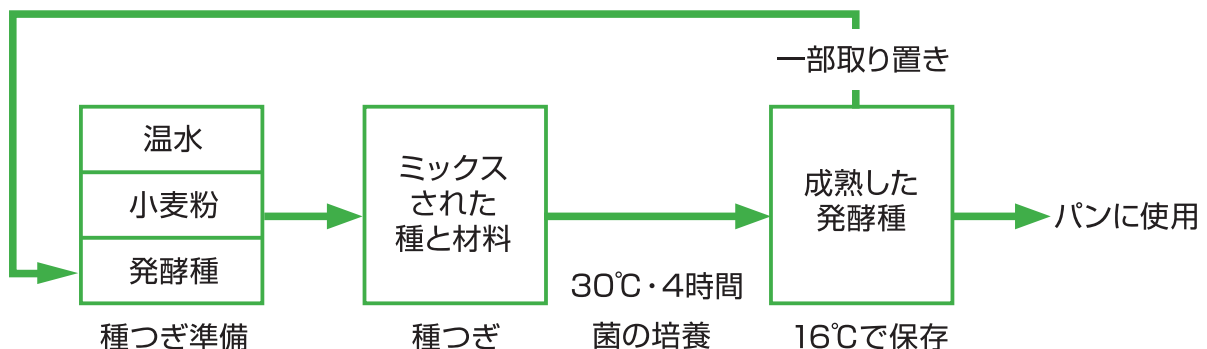 一部取り置き
温水
小麦粉
発酵種
種つぎ準備
ミックス
された
種と材料
種つぎ
30℃・4時間
菌の培養
成熟した
発酵種
16℃で保存
パンに使用